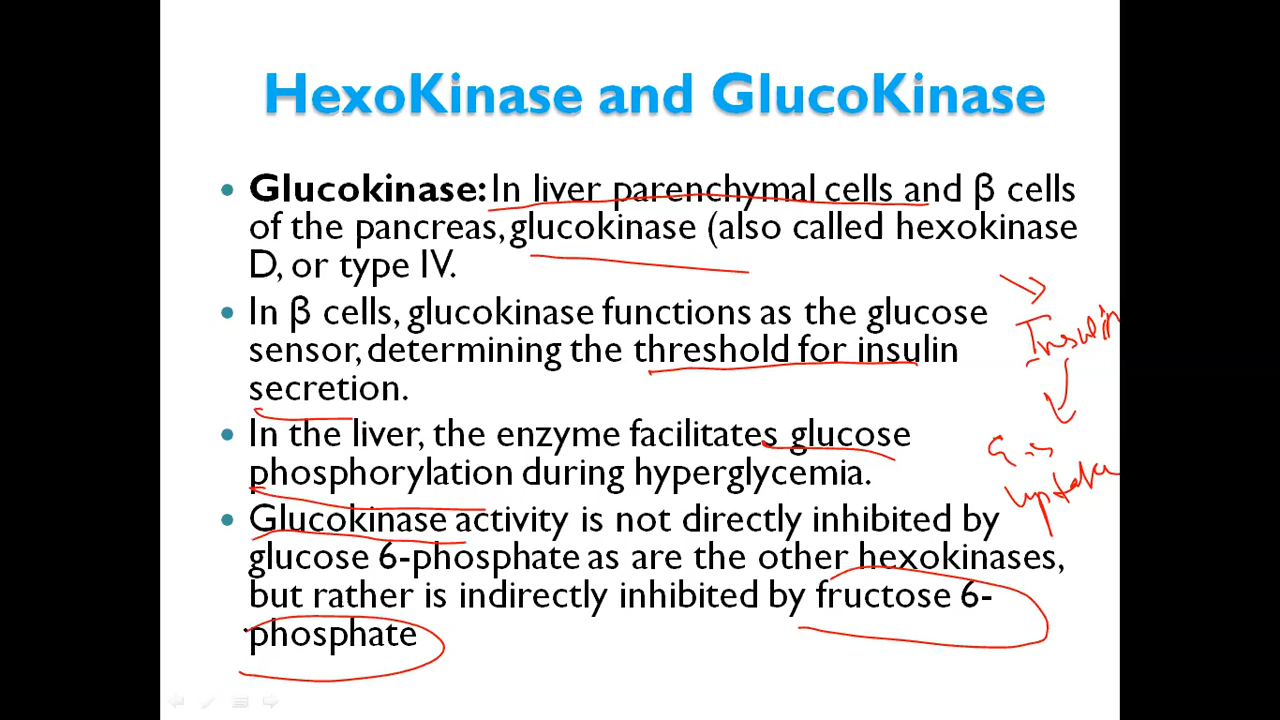 HexoKinase and GlucoKinase
• Glucokinase: In liver parenchymal cells and β cells
of the pancreas, glucokinase (also called hexokinase
D, or type IV.
• In β cells, glucokinase functions as the glucose
sensor, determining the threshold for insulin
secretion.
• In the liver, the enzyme facilitates glucose
phosphorylation during hyperglycemia.
• Glucokinase activity is not directly inhibited by
glucose 6-phosphate as are the other hexokinases,
but rather is indirectly inhibited by fructose 6-
phosphate
Insulin
uptake